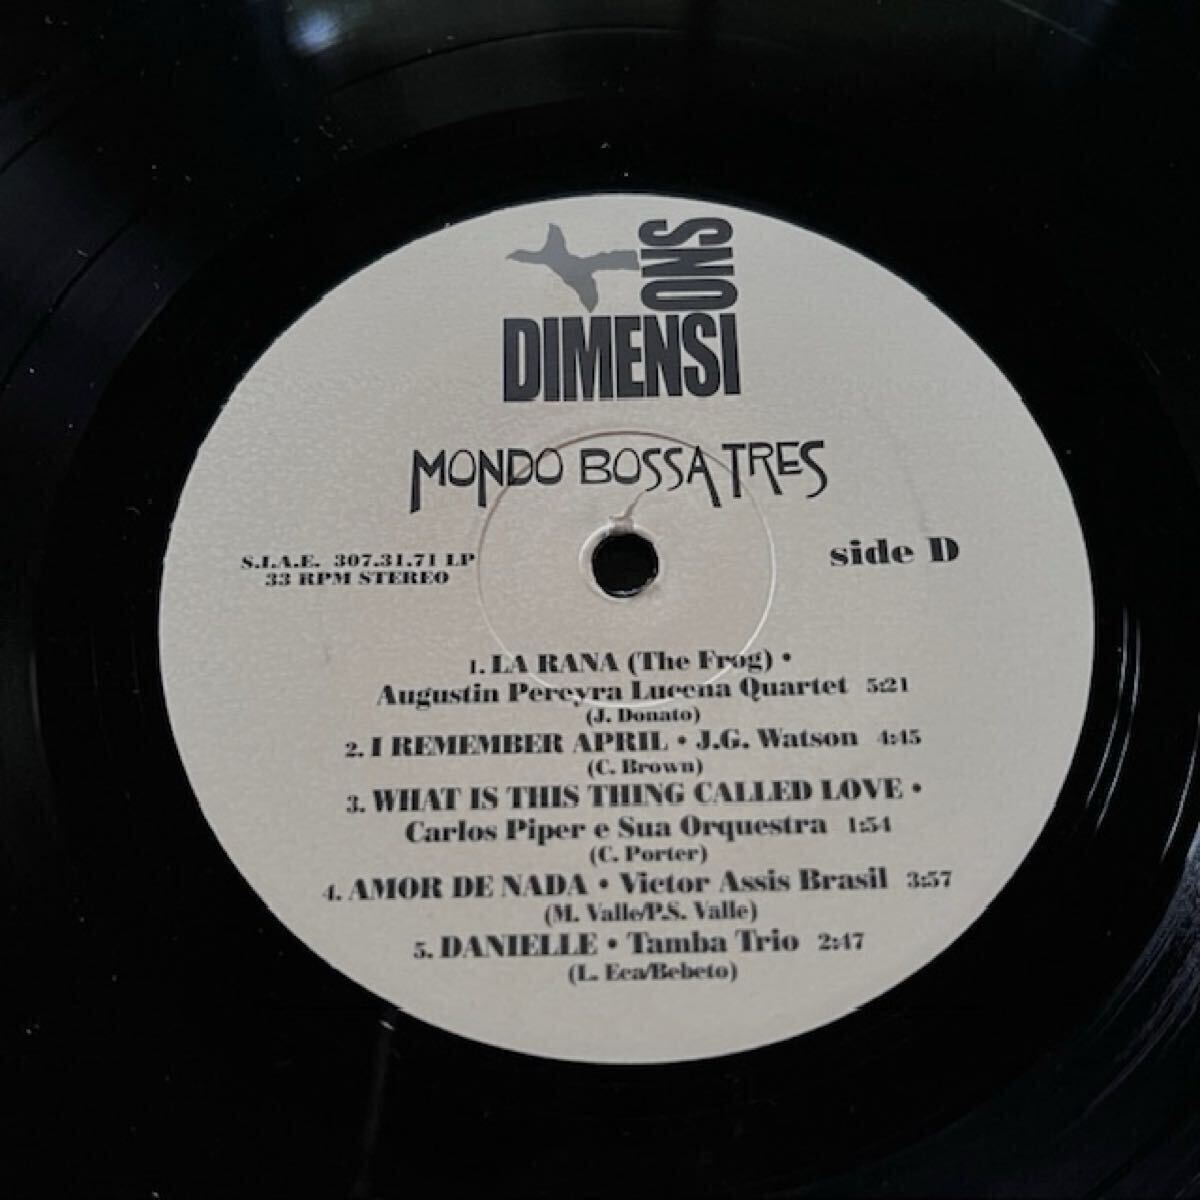 DIMENSI
ONS
MONDO BOSSA TRES
S.I.A.E. 307.31.71 LP
33 RPM STEREO
side D
1. LA RANA (The Frog) •
Augustin Pereyra Lucena Quartet 5:21
(J. Donato)
2. I REMEMBER APRIL • J.G. Watson 4:45
(C. Brown)
3. WHAT IS THIS THING CALLED LOVE •
Carlos Piper e Sua Orquestra 1:54
(C. Porter)
4. AMOR DE NADA • Victor Assis Brasil 3:57
(M. Valle/P.S. Valle)
5. DANIELLE • Tamba Trio 2:47
(L. Eca/Bebeto)